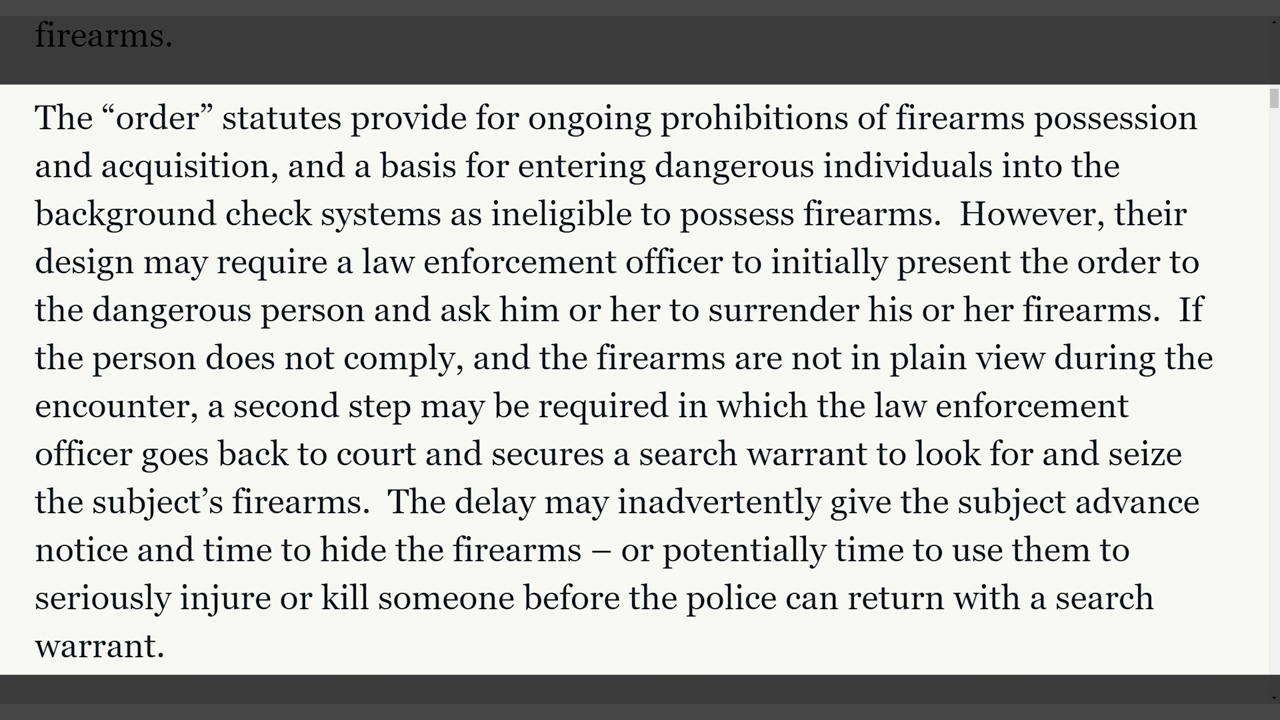 firearms.
The “order” statutes provide for ongoing prohibitions of firearms possession
and acquisition, and a basis for entering dangerous individuals into the
background check systems as ineligible to possess firearms.  However, their
design may require a law enforcement officer to initially present the order to
the dangerous person and ask him or her to surrender his or her firearms.  If
the person does not comply, and the firearms are not in plain view during the
encounter, a second step may be required in which the law enforcement
officer goes back to court and secures a search warrant to look for and seize
the subject’s firearms.  The delay may inadvertently give the subject advance
notice and time to hide the firearms – or potentially time to use them to
seriously injure or kill someone before the police can return with a search
warrant.